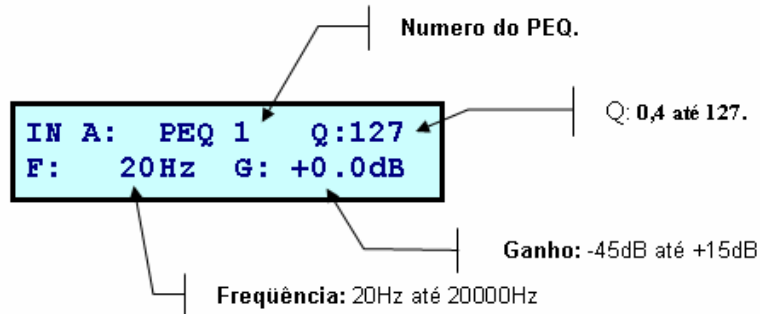 Numero do PEQ.
Q: 0,4 até 127.
IN A: PEQ 1 Q:127
F: 20Hz G: +0.0dB
Ganho: -45dB até +15dB
Freqüência: 20Hz até 20000Hz